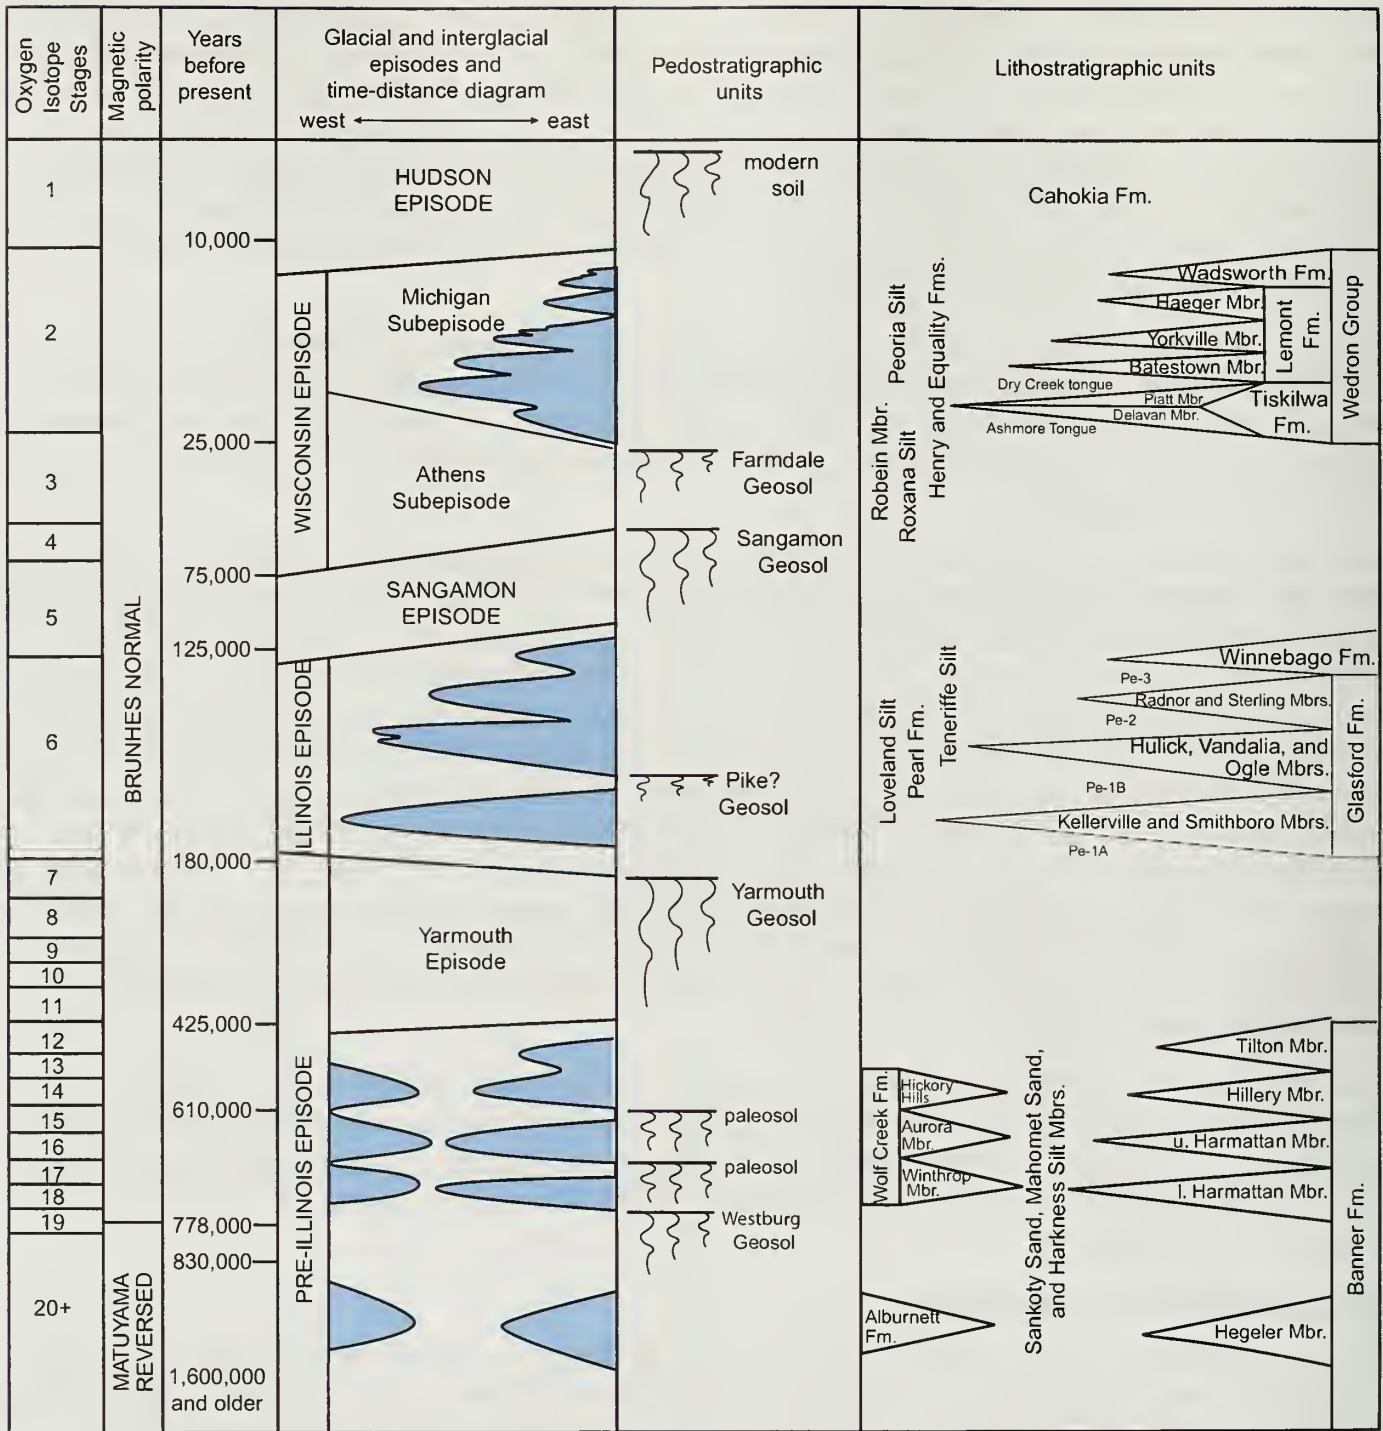 Oxygen
Isotope
Stages
Magnetic
polarity
Years
before
present
Glacial and interglacial
episodes and
time-distance diagram
west
east
Pedostratigraphic
units
Lithostratigraphic units
1
2
3
4
5
6
7
8
9
10
11
12
13
14
15
16
17
18
19
20+
BRUNHES NORMAL
MATUYAMA
REVERSED
10,000
25,000
75,000
125,000
180,000
425,000
610,000
778,000
830,000
1,600,000
and older
HUDSON
EPISODE
WISCONSIN EPISODE
Michigan
Subepisode
Athens
Subepisode
SANGAMON
EPISODE
ILLINOIS EPISODE
Yarmouth
Episode
PRE-ILLINOIS EPISODE
modern
soil
Farmdale
Geosol
Sangamon
Geosol
Pike?
Geosol
Yarmouth
Geosol
paleosol
paleosol
Westburg
Geosol
Cahokia Fm.
Robein Mbr.
Roxana Silt
Peoria Silt
Henry and Equality Fms.
Wadsworth Fm.
Haeger Mbr.
Yorkville Mbr.
Batestown Mbr.
Lemont
Fm.
Dry Creek tongue
Piatt Mbr.
Delavan Mbr.
Ashmore Tongue
Tiskilwa
Fm.
Wedron Group
Loveland Silt
Pearl Fm.
Teneriffe Silt
Winnebago Fm.
Pe-3
Radnor and Sterling Mbrs.
Pe-2
Hulick, Vandalia, and
Ogle Mbrs.
Pe-1B
Kellerville and Smithboro Mbrs.
Pe-1A
Glasford Fm.
Wolf Creek Fm.
Hickory
Hills
Aurora
Mbr.
Winthrop
Mbr.
Alburnett
Fm.
Sankoty Sand, Mahomet Sand,
and Harkness Silt Mbrs.
Tilton Mbr.
Hillery Mbr.
u. Harmattan Mbr.
l. Harmattan Mbr.
Hegeler Mbr.
Banner Fm.